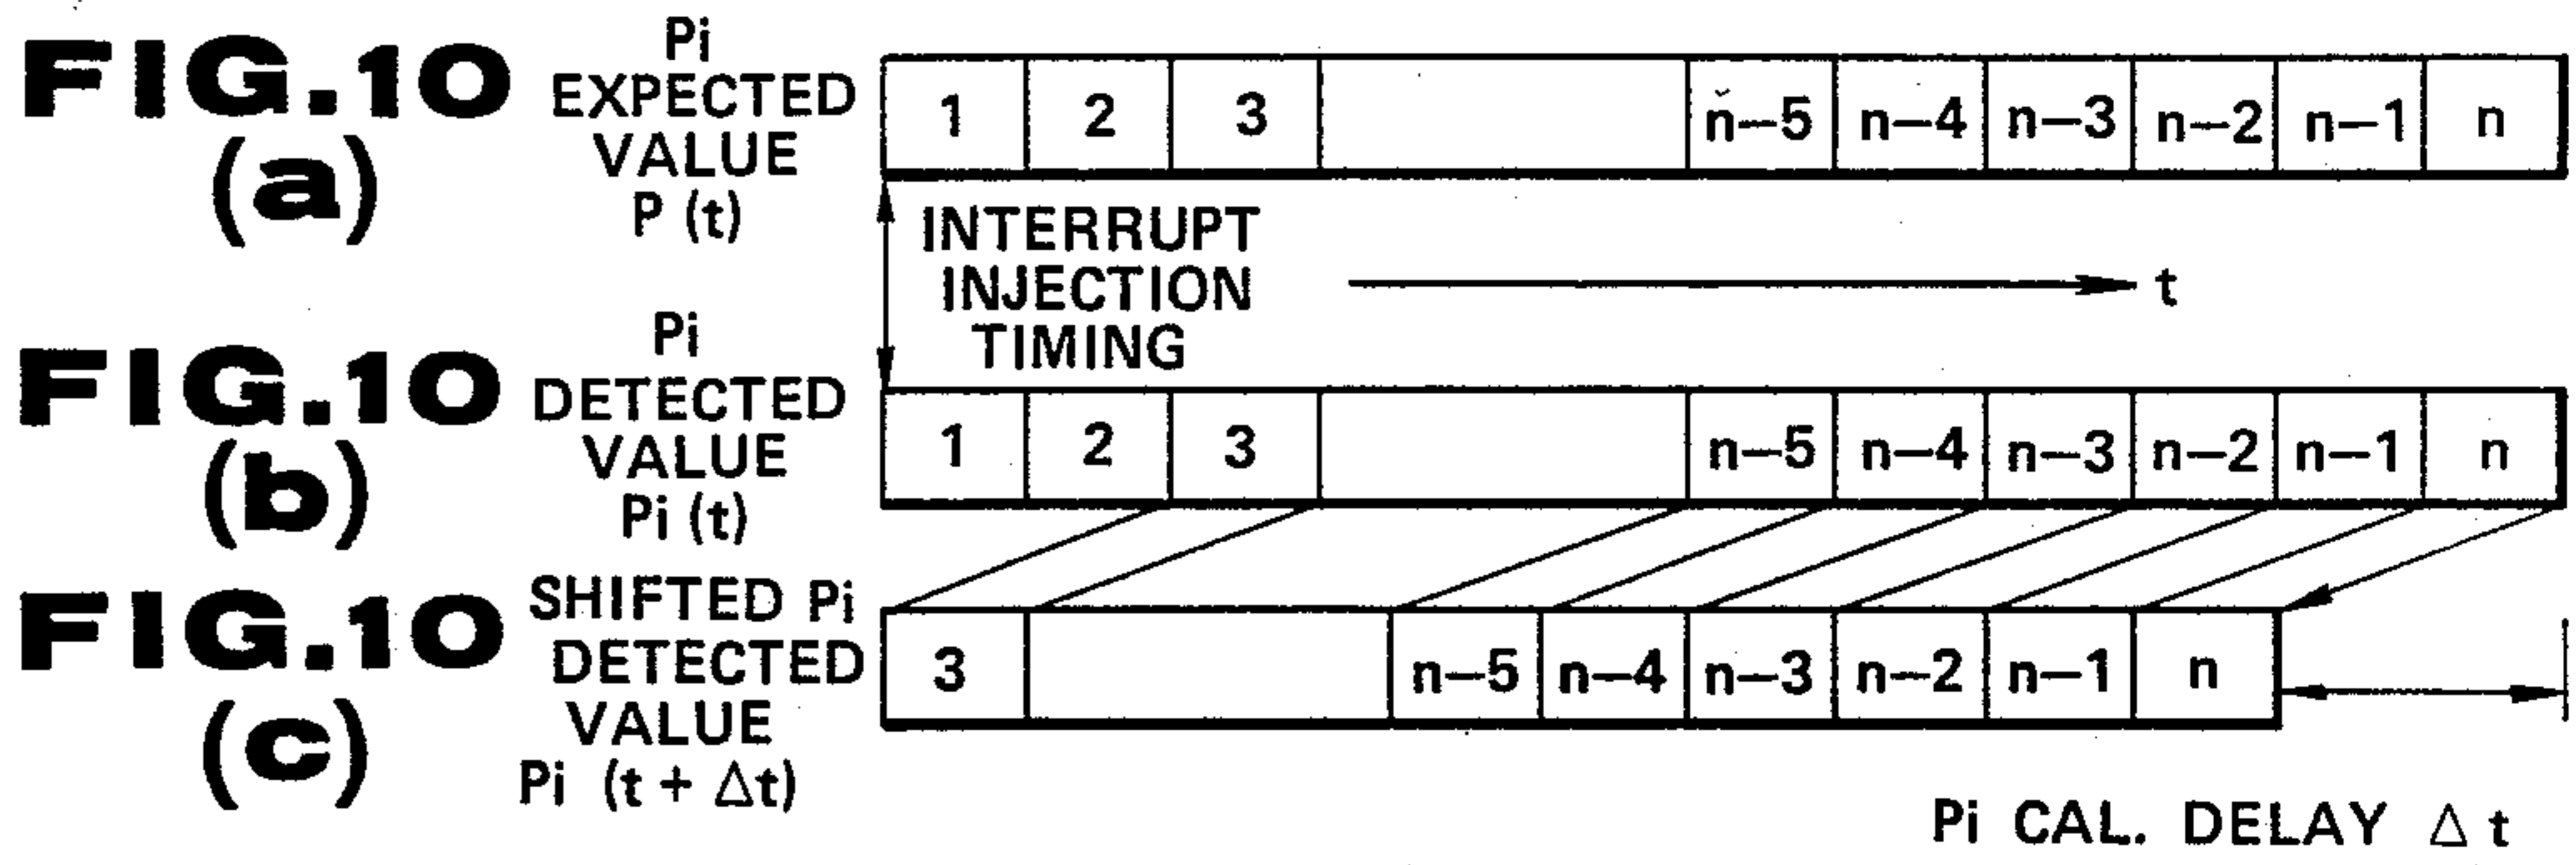 FIG.10
(a)
Pi
EXPECTED
VALUE
P (t)
1 2 3 n–5 n–4 n–3 n–2 n–1 n
INTERRUPT
INJECTION
TIMING
t
FIG.10
(b)
Pi
DETECTED
VALUE
Pi (t)
1 2 3 n–5 n–4 n–3 n–2 n–1 n
FIG.10
(c)
SHIFTED Pi
DETECTED
VALUE
Pi (t + Δt)
3 n–5 n–4 n–3 n–2 n–1 n
Pi CAL. DELAY Δ t